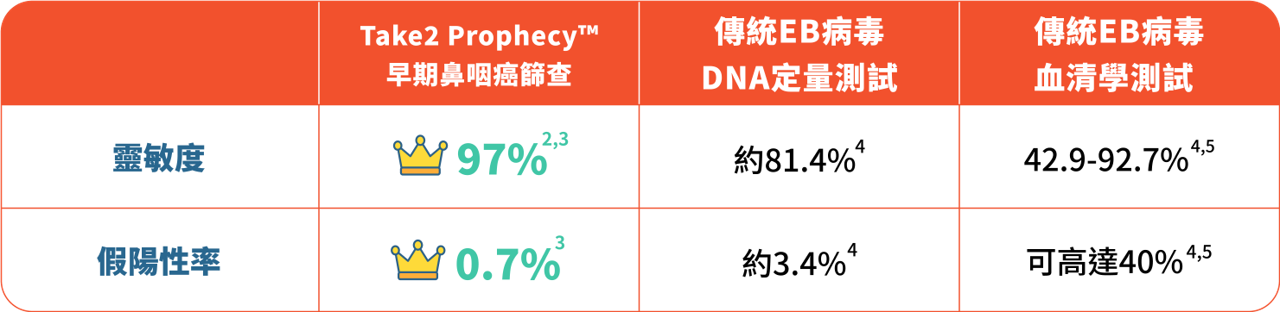 Take2 Prophecy™
早期鼻咽癌篩查
傳統EB病毒
DNA定量測試
傳統EB病毒
血清學測試
靈敏度
97%2,3
約81.4%4
42.9-92.7%4,5
假陽性率
0.7%3
約3.4%4
可高達40%4,5